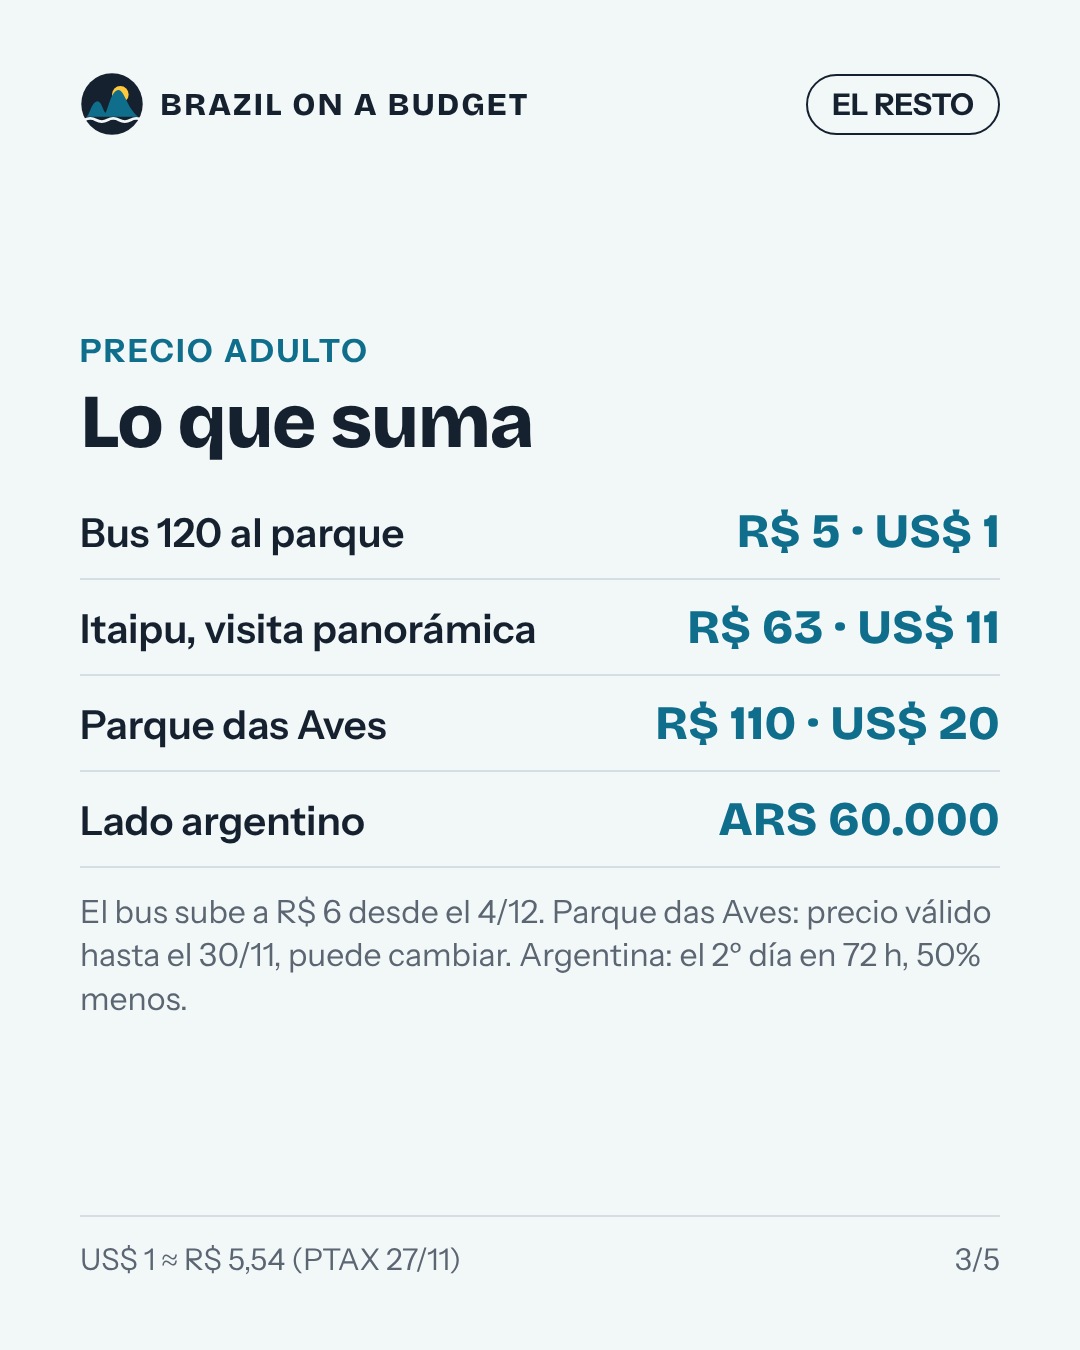 BRAZIL ON A BUDGET
EL RESTO
PRECIO ADULTO
Lo que suma
Bus 120 al parque
R$ 5 · US$ 1
Itaipu, visita panorámica
R$ 63 · US$ 11
Parque das Aves
R$ 110 · US$ 20
Lado argentino
ARS 60.000
El bus sube a R$ 6 desde el 4/12. Parque das Aves: precio válido
hasta el 30/11, puede cambiar. Argentina: el 2º día en 72 h, 50%
menos.
US$ 1 ≈ R$ 5,54 (PTAX 27/11)
3/5